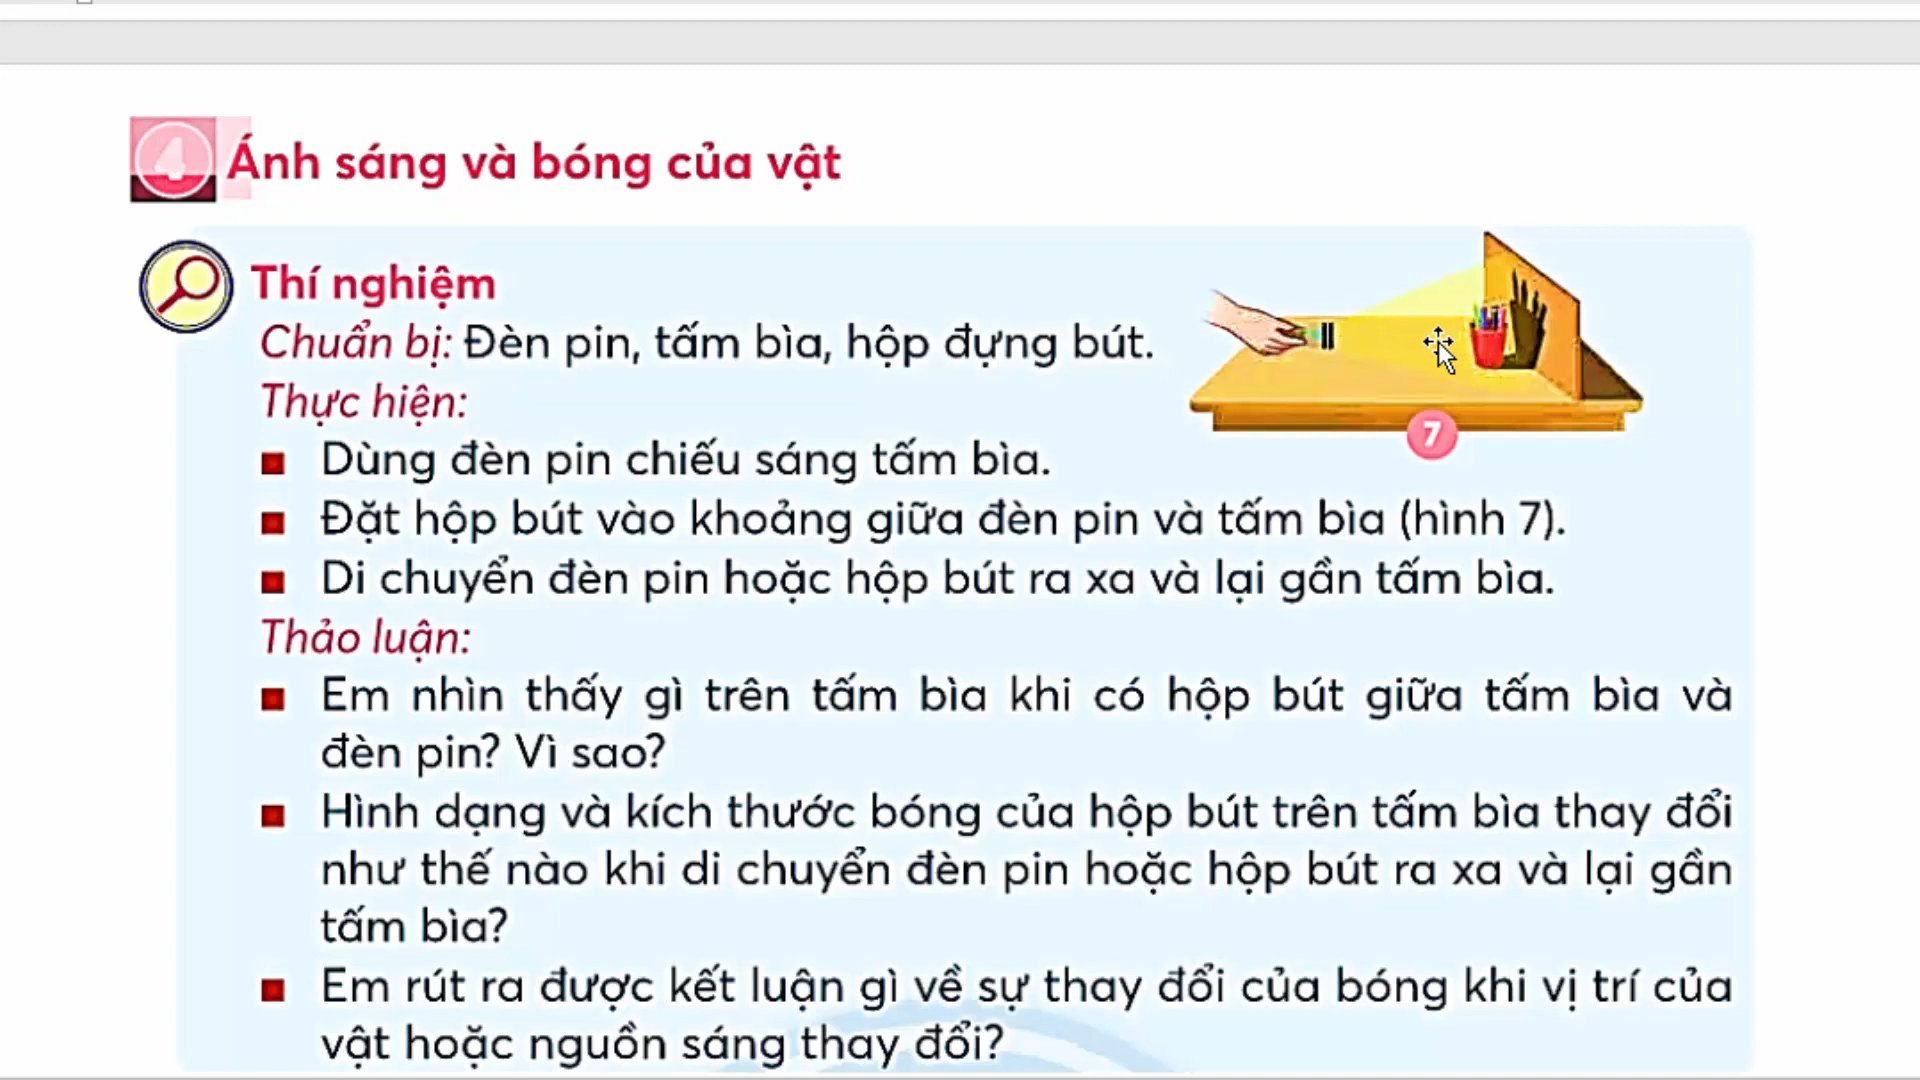 4 Ánh sáng và bóng của vật
Thí nghiệm
Chuẩn bị: Đèn pin, tấm bìa, hộp đựng bút.
Thực hiện:
Dùng đèn pin chiếu sáng tấm bìa.
7
Đặt hộp bút vào khoảng giữa đèn pin và tấm bìa (hình 7).
Di chuyển đèn pin hoặc hộp bút ra xa và lại gần tấm bìa.
Thảo luận:
Em nhìn thấy gì trên tấm bìa khi có hộp bút giữa tấm bìa và
đèn pin? Vì sao?
Hình dạng và kích thước bóng của hộp bút trên tấm bìa thay đổi
như thế nào khi di chuyển đèn pin hoặc hộp bút ra xa và lại gần
tấm bìa?
Em rút ra được kết luận gì về sự thay đổi của bóng khi vị trí của
vật hoặc nguồn sáng thay đổi?